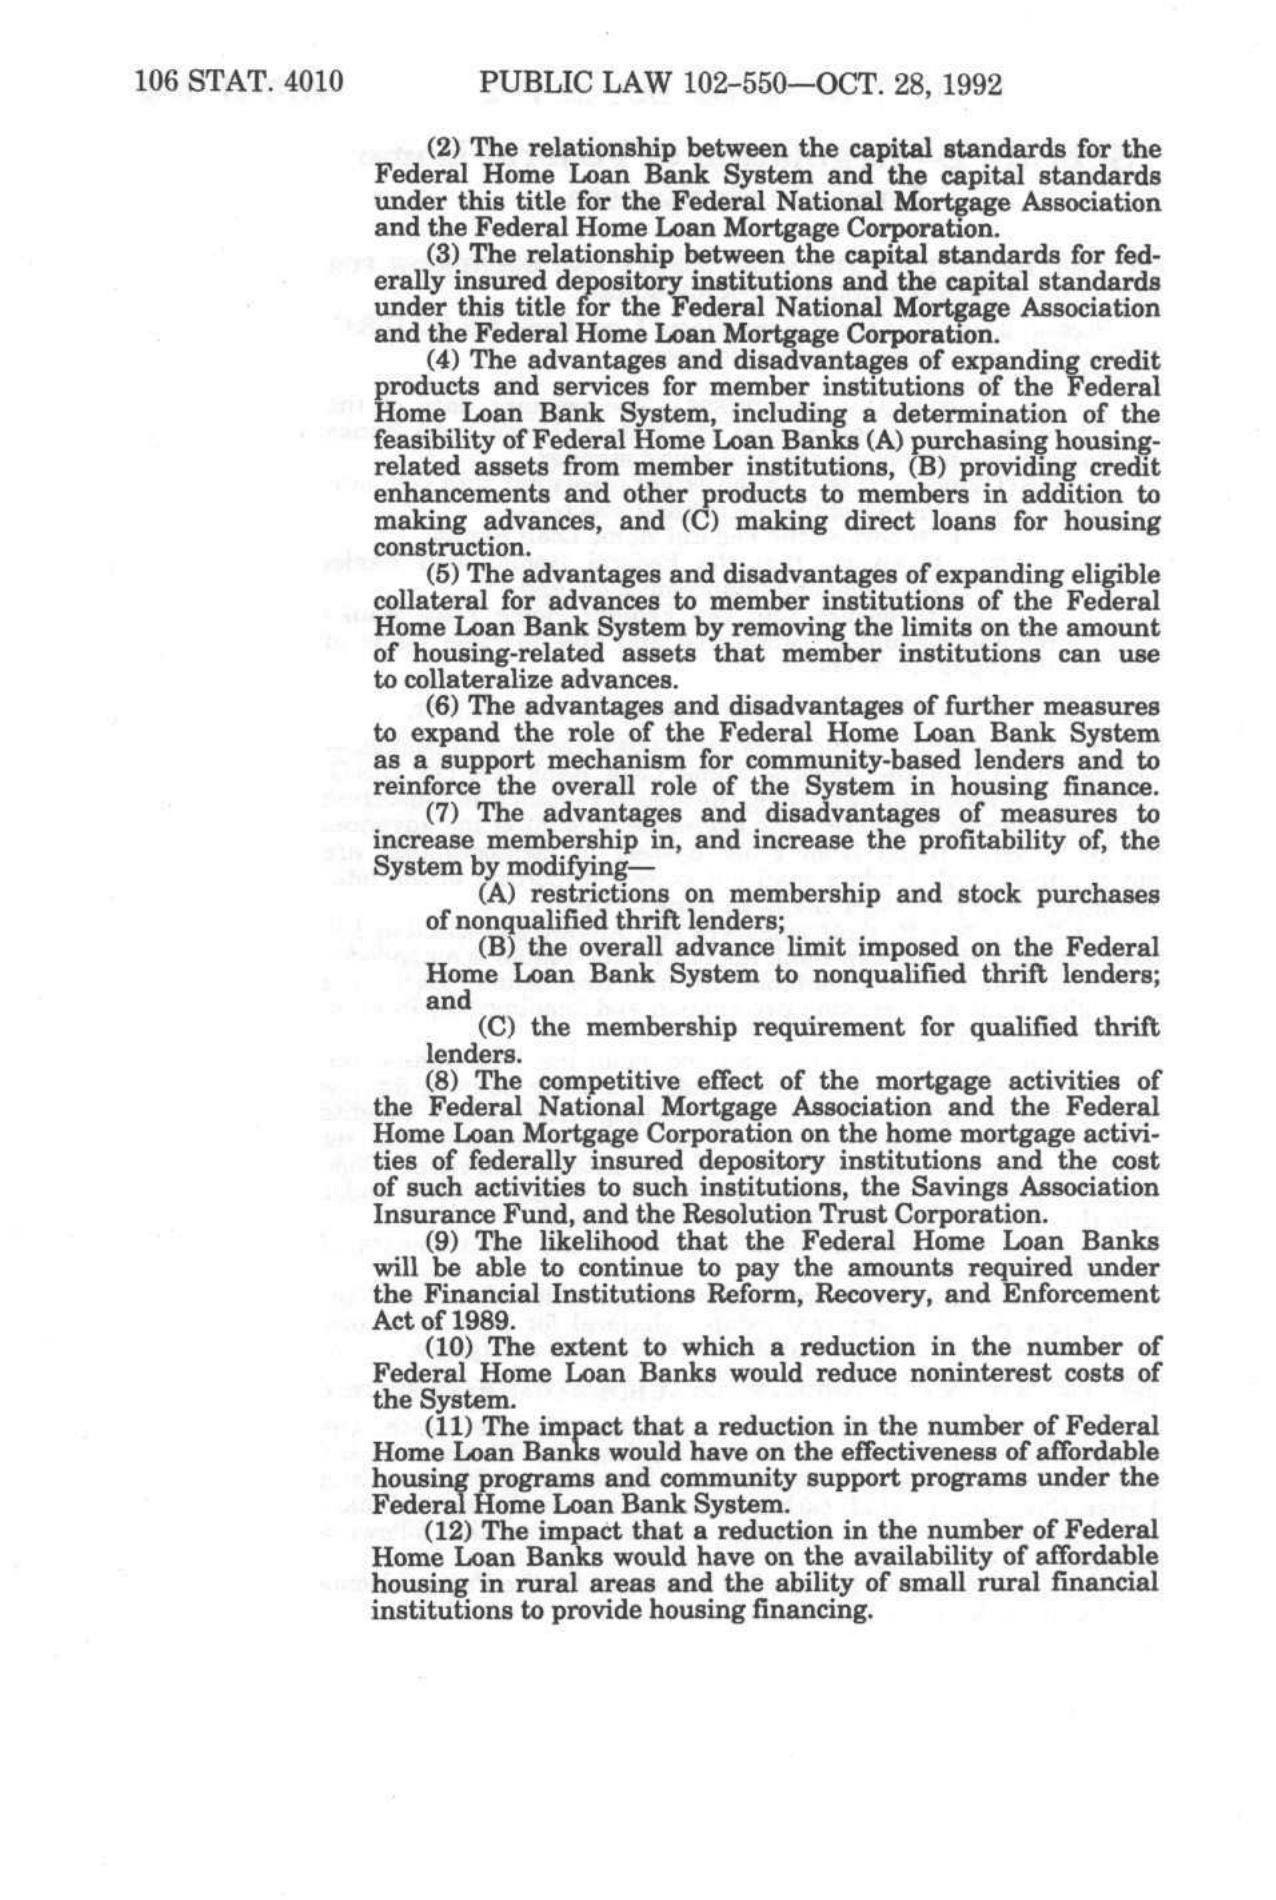 106 STAT. 4010 PUBLIC LAW 102-550—OCT. 28, 1992
(2) The relationship between the capital standards for the
Federal Home Loan Bank System and the capital standards
under this title for the Federal National Mortgage Association
and the Federal Home Loan Mortgage Corporation.
(3) The relationship between the capital standards for fed-
erally insured depository institutions and the capital standards
under this title for the Federal National Mortgage Association
and the Federal Home Loan Mortgage Corporation.
(4) The advantages and disadvantages of expanding credit
products and services for member institutions of the Federal
Home Loan Bank System, including a determination of the
feasibility of Federal Home Loan Banks (A) purchasing housing-
related assets from member institutions, (B) providing credit
enhancements and other products to members in addition to
making advances, and (C) making direct loans for housing
construction.
(5) The advantages and disadvantages of expanding eligible
collateral for advances to member institutions of the Federal
Home Loan Bank System by removing the limits on the amount
of housing-related assets that member institutions can use
to collateralize advances.
(6) The advantages and disadvantages of further measures
to expand the role of the Federal Home Loan Bank System
as a support mechanism for community-based lenders and to
reinforce the overall role of the System in housing finance.
(7) The advantages and disadvantages of measures to
increase membership in, and increase the profitability of, the
System by modifying—
(A) restrictions on membership and stock purchases
of nonqualified thrift lenders;
(B) the overall advance limit imposed on the Federal
Home Loan Bank System to nonqualified thrift lenders;
and
(C) the membership requirement for qualified thrift
lenders.
(8) The competitive effect of the mortgage activities of
the Federal National Mortgage Association and the Federal
Home Loan Mortgage Corporation on the home mortgage activi-
ties of federally insured depository institutions and the cost
of such activities to such institutions, the Savings Association
Insurance Fund, and the Resolution Trust Corporation.
(9) The likelihood that the Federal Home Loan Banks
will be able to continue to pay the amounts required under
the Financial Institutions Reform, Recovery, and Enforcement
Act of 1989.
(10) The extent to which a reduction in the number of
Federal Home Loan Banks would reduce noninterest costs of
the System.
(11) The impact that a reduction in the number of Federal
Home Loan Banks would have on the effectiveness of affordable
housing programs and community support programs under the
Federal Home Loan Bank System.
(12) The impact that a reduction in the number of Federal
Home Loan Banks would have on the availability of affordable
housing in rural areas and the ability of small rural financial
institutions to provide housing financing.